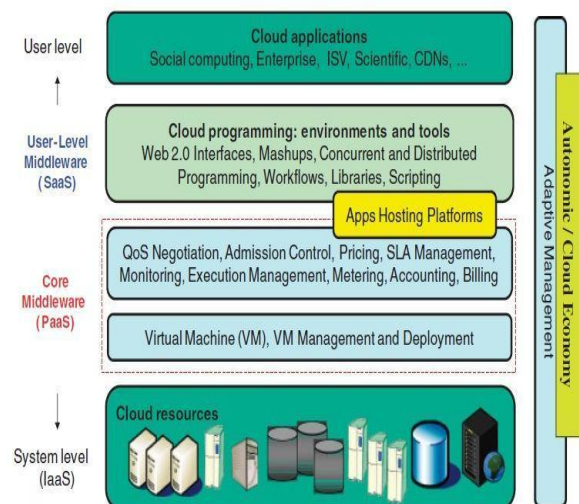 User level
Cloud applications
Social computing, Enterprise, ISV, Scientific, CDNs, ...
User-Level
Middleware
(SaaS)
Cloud programming: environments and tools
Web 2.0 Interfaces, Mashups, Concurrent and Distributed
Programming, Workflows, Libraries, Scripting
Apps Hosting Platforms
Core
Middleware
(PaaS)
QoS Negotiation, Admission Control, Pricing, SLA Management,
Monitoring, Execution Management, Metering, Accounting, Billing
Virtual Machine (VM), VM Management and Deployment
System level
(IaaS)
Cloud resources
Adaptive Management
Autonomic / Cloud Economy